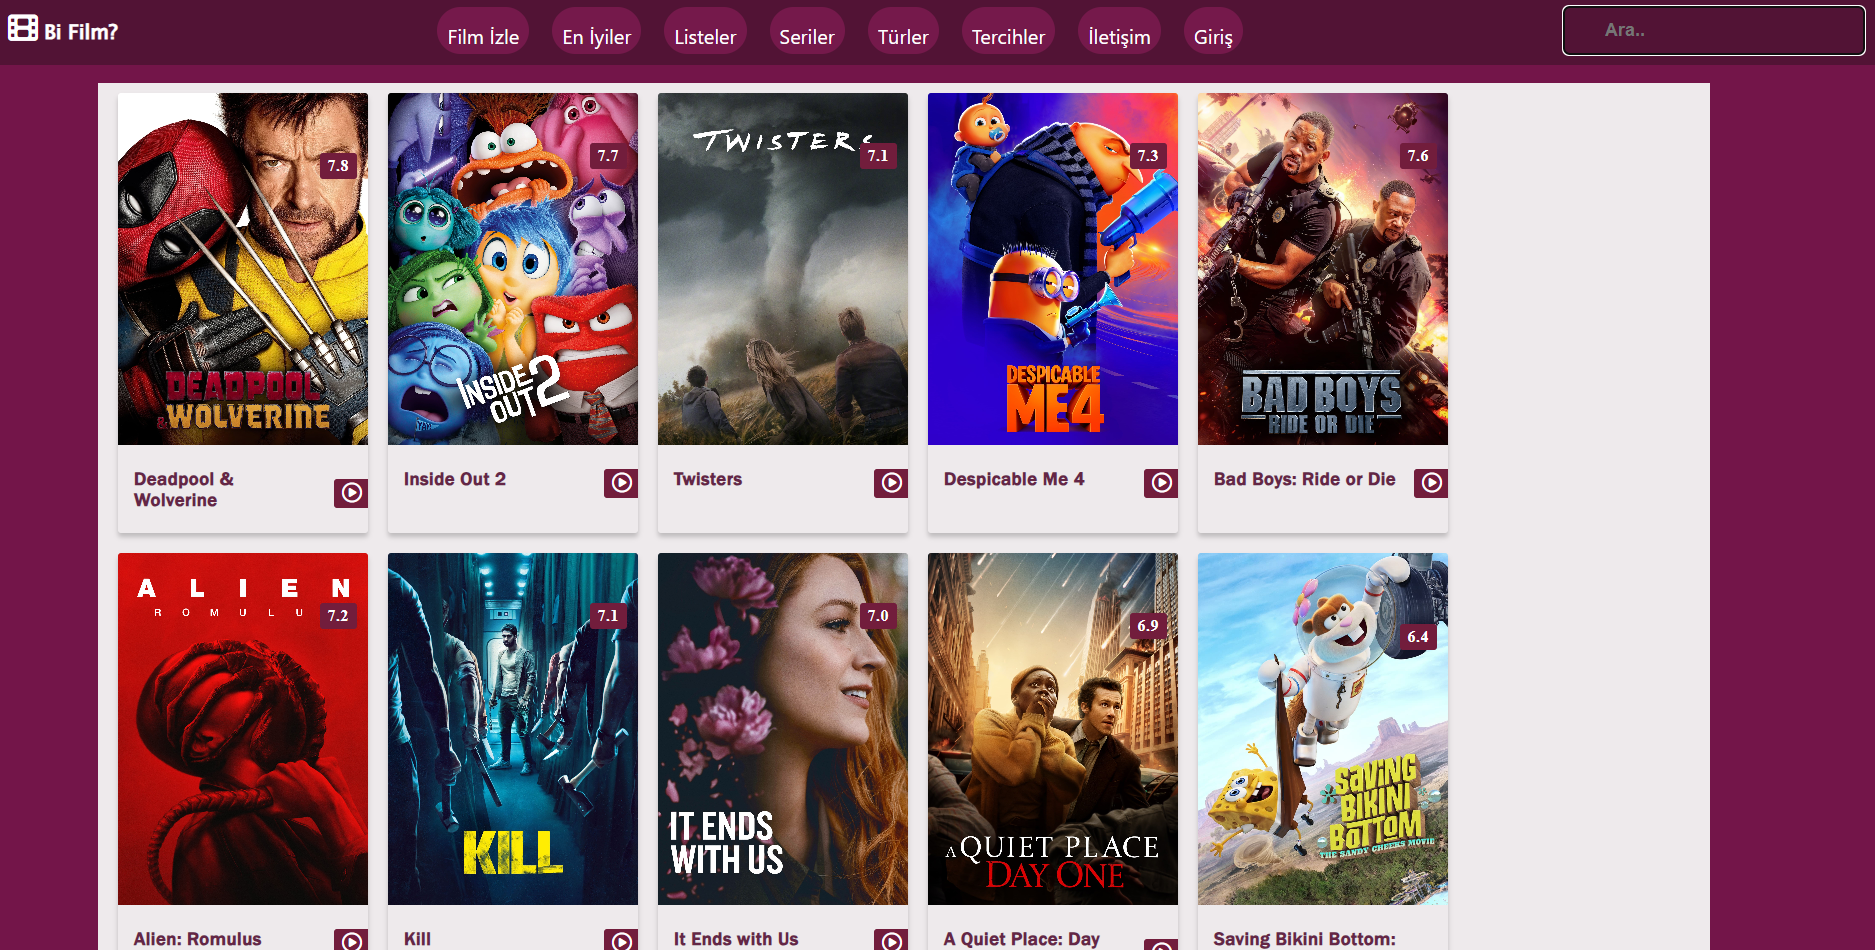 Bi Film?
Film İzle
En İyiler
Listeler
Seriler
Türler
Tercihler
İletişim
Giriş
Ara..
7.8
DEADPOOL
& WOLVERINE
7.7
INSIDE
OUT 2
TWISTERS
7.1
7.3
DESPICABLE
ME 4
7.6
BAD BOYS
RIDE OR DIE
Deadpool &
Wolverine
Inside Out 2
Twisters
Despicable Me 4
Bad Boys: Ride or Die
ALIEN
ROMULU
7.2
7.1
KILL
7.0
IT ENDS
WITH US
6.9
A QUIET PLACE
DAY ONE
6.4
SAVING
BIKINI
BOTTOM
THE SANDY CHEEKS MOVIE
Alien: Romulus
Kill
It Ends with Us
A Quiet Place: Day
Saving Bikini Bottom: